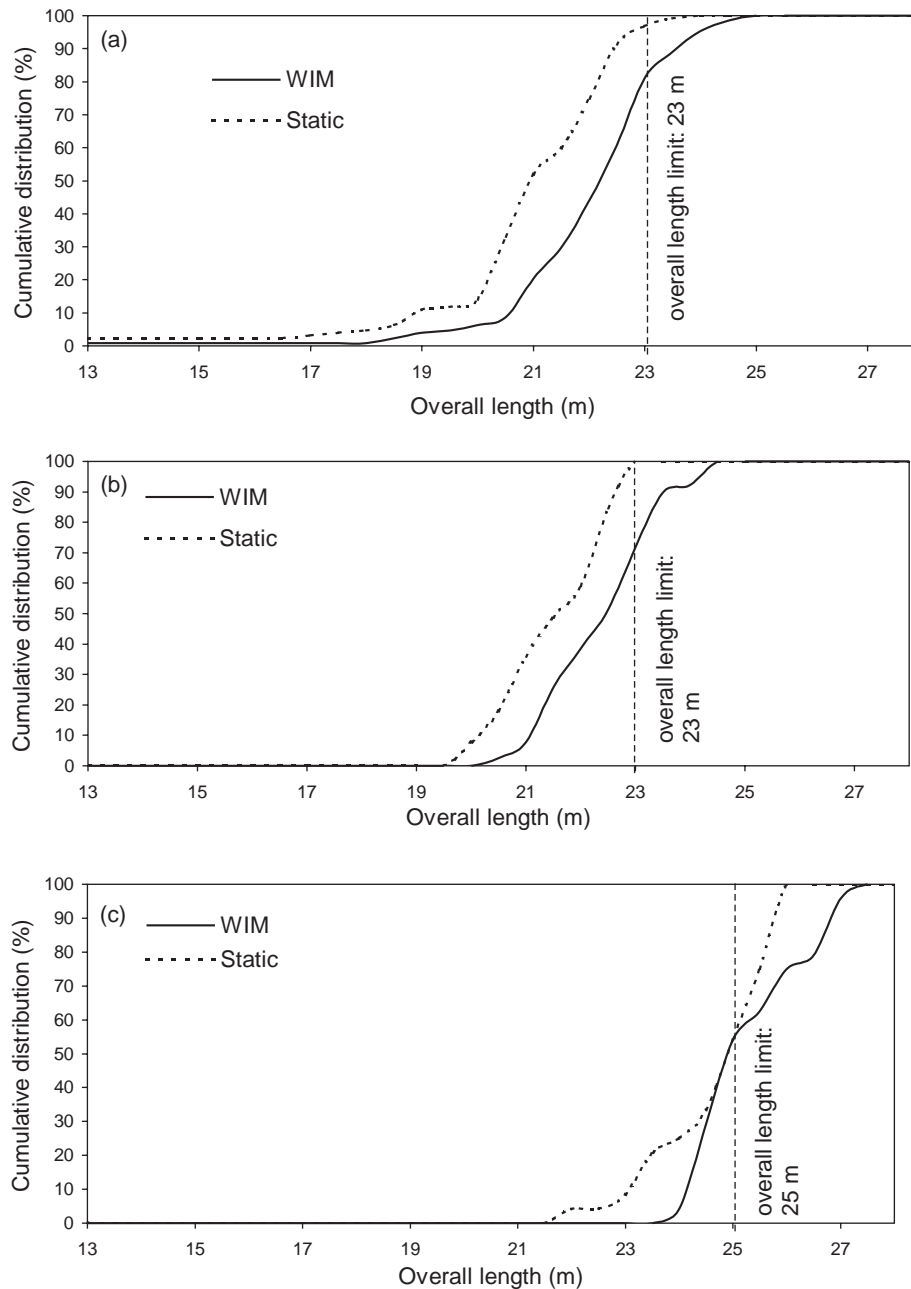 (a)
WIM
Static
overall length limit: 23 m
Cumulative distribution (%)
100
90
80
70
60
50
40
30
20
10
0
13 15 17 19 21 23 25 27
Overall length (m)
(b)
WIM
Static
overall length limit:
23 m
Cumulative distribution (%)
100
90
80
70
60
50
40
30
20
10
0
13 15 17 19 21 23 25 27
Overall length (m)
(c)
WIM
Static
overall length limit:
25 m
Cumulative distribution (%)
100
90
80
70
60
50
40
30
20
10
0
13 15 17 19 21 23 25 27
Overall length (m)